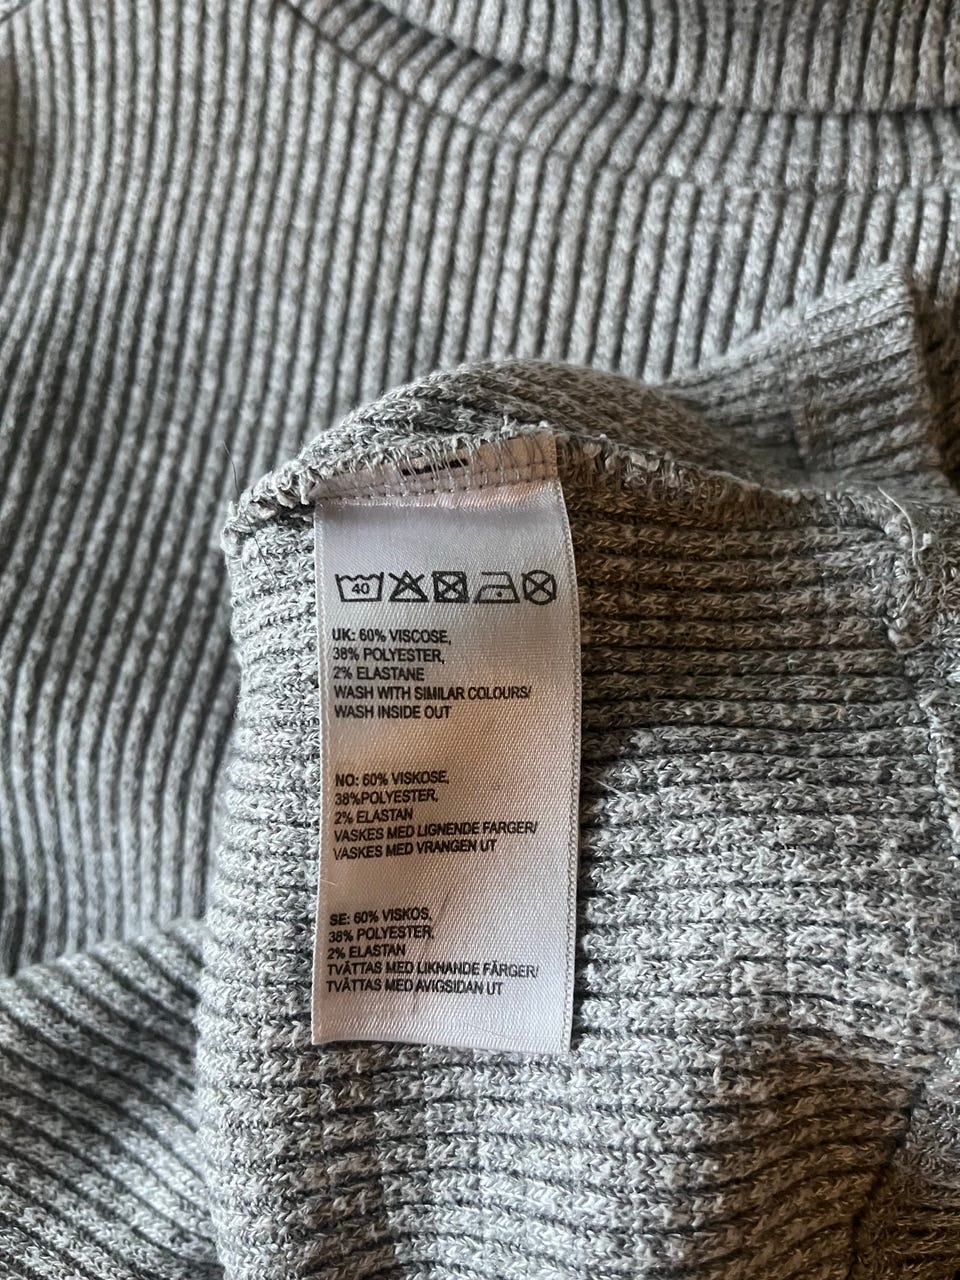 40
UK: 60% VISCOSE,
38% POLYESTER,
2% ELASTANE
WASH WITH SIMILAR COLOURS/
WASH INSIDE OUT
NO: 60% VISKOSE,
38%POLYESTER,
2% ELASTAN
VASKES MED LIGNENDE FARGER/
VASKES MED VRANGEN UT
SE: 60% VISKOS,
38% POLYESTER,
2% ELASTAN
TVÄTTAS MED LIKNANDE FÄRGER/
TVÄTTAS MED AVIGSIDAN UT